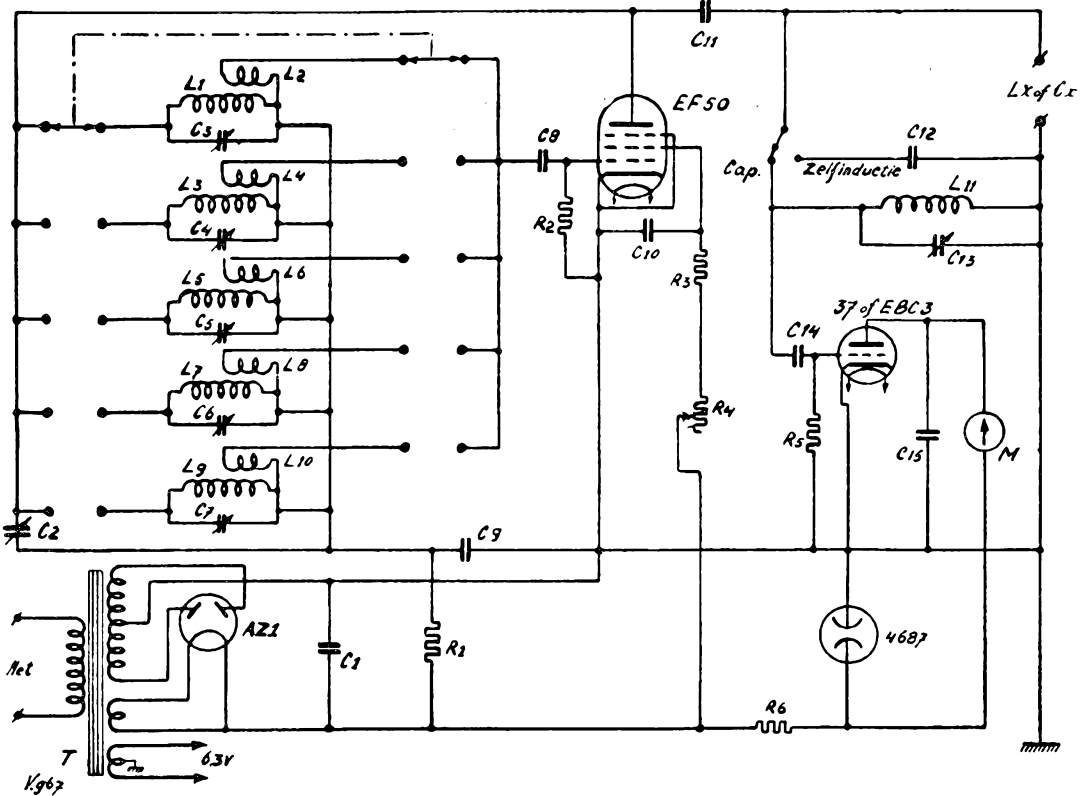 C11
L2
L1
C3
EF50
Lx of Cx
C8
C12
L4
Cap.
Zelfinductie
L3
L11
C4
R2
C10
C13
L6
R3
L5
37 of EBC3
C5
C14
L8
L7
R4
C6
R5
C15
M
L10
L9
C7
C2
C9
AZ1
4687
Net
C1
R1
R6
T
6.3V
V.g67